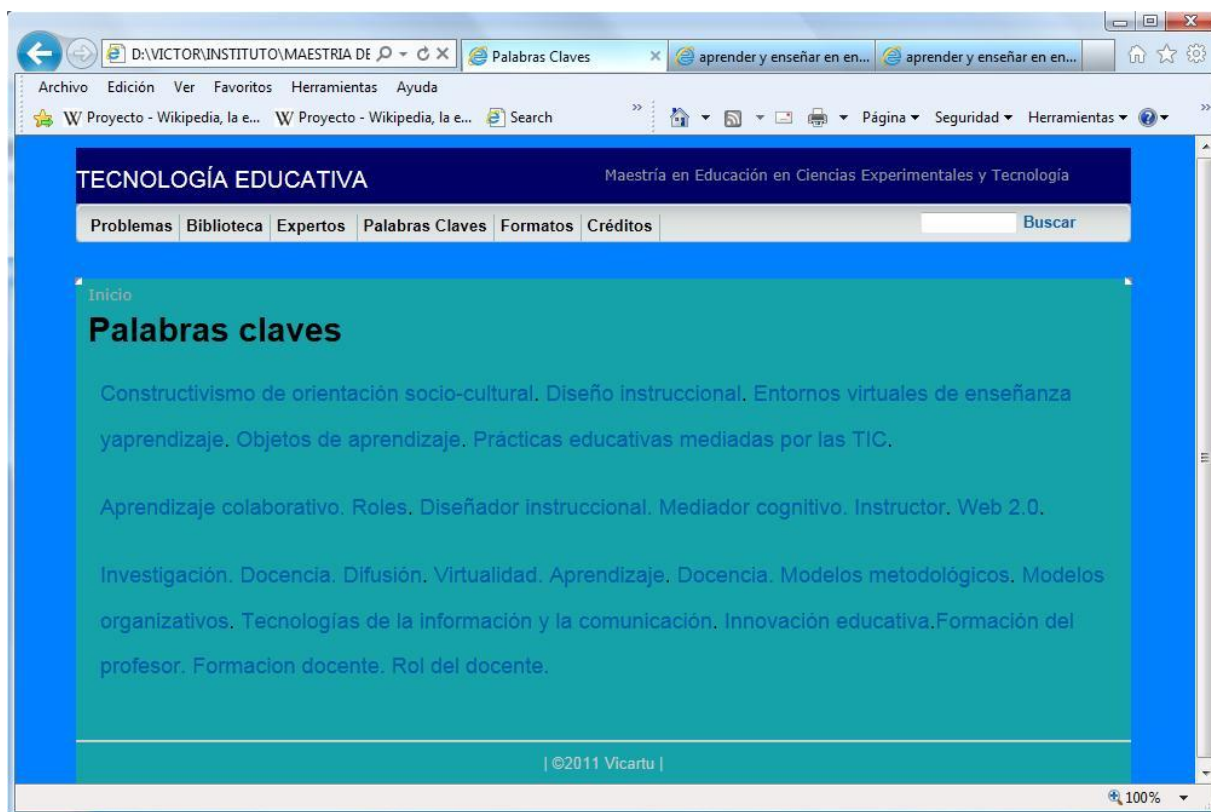 D:\VICTOR\INSTITUTO\MAESTRIA DE
Palabras Claves
aprender y enseñar en en...
aprender y enseñar en en...
Archivo Edición Ver Favoritos Herramientas Ayuda
Proyecto - Wikipedia, la e... Proyecto - Wikipedia, la e... Search Página Seguridad Herramientas
TECNOLOGÍA EDUCATIVA
Maestría en Educación en Ciencias Experimentales y Tecnología
Problemas Biblioteca Expertos Palabras Claves Formatos Créditos Buscar
Inicio
Palabras claves
Constructivismo de orientación socio-cultural. Diseño instruccional. Entornos virtuales de enseñanza
yaprendizaje. Objetos de aprendizaje. Prácticas educativas mediadas por las TIC.
Aprendizaje colaborativo. Roles. Diseñador instruccional. Mediador cognitivo. Instructor. Web 2.0.
Investigación. Docencia. Difusión. Virtualidad. Aprendizaje. Docencia. Modelos metodológicos. Modelos
organizativos. Tecnologías de la información y la comunicación. Innovación educativa.Formación del
profesor. Formacion docente. Rol del docente.
| ©2011 Vicartu |
100%